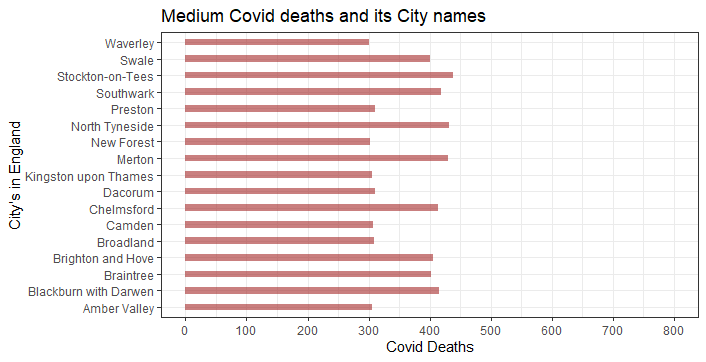 Medium Covid deaths and its City names
City's in England
Waverley
Swale
Stockton-on-Tees
Southwark
Preston
North Tyneside
New Forest
Merton
Kingston upon Thames
Dacorum
Chelmsford
Camden
Broadland
Brighton and Hove
Braintree
Blackburn with Darwen
Amber Valley
0 100 200 300 400 500 600 700 800
Covid Deaths